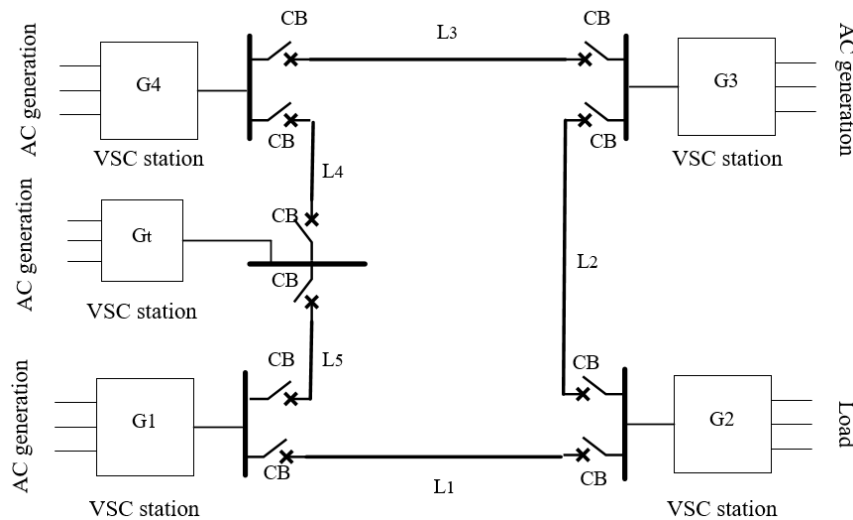 CB
L3
CB
G4
G3
AC generation
AC generation
CB
CB
VSC station
VSC station
L4
CB
Gt
AC generation
CB
L2
VSC station
CB
L5
CB
G1
G2
AC generation
Load
CB
CB
L1
VSC station
VSC station